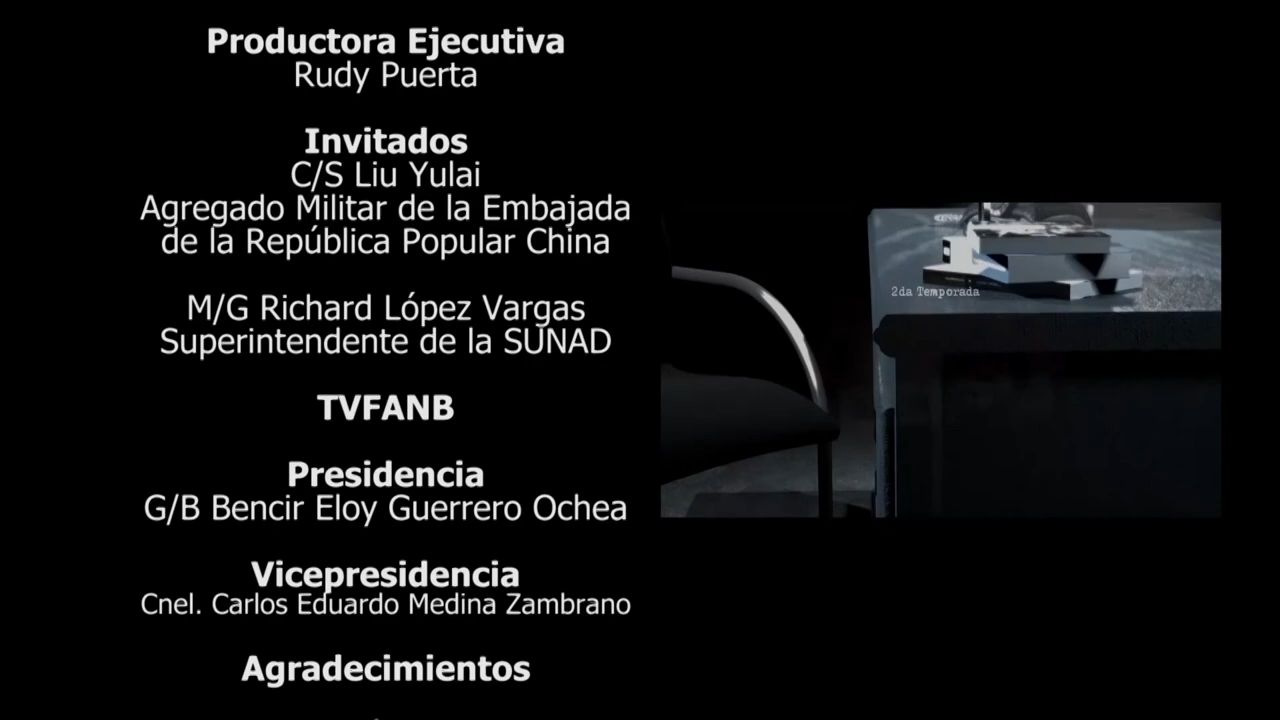 Productora Ejecutiva
Rudy Puerta
Invitados
C/S Liu Yulai
Agregado Militar de la Embajada
de la República Popular China
M/G Richard López Vargas
Superintendente de la SUNAD
TVFANB
Presidencia
G/B Bencir Eloy Guerrero Ochea
Vicepresidencia
Cnel. Carlos Eduardo Medina Zambrano
Agradecimientos
2da Temporada